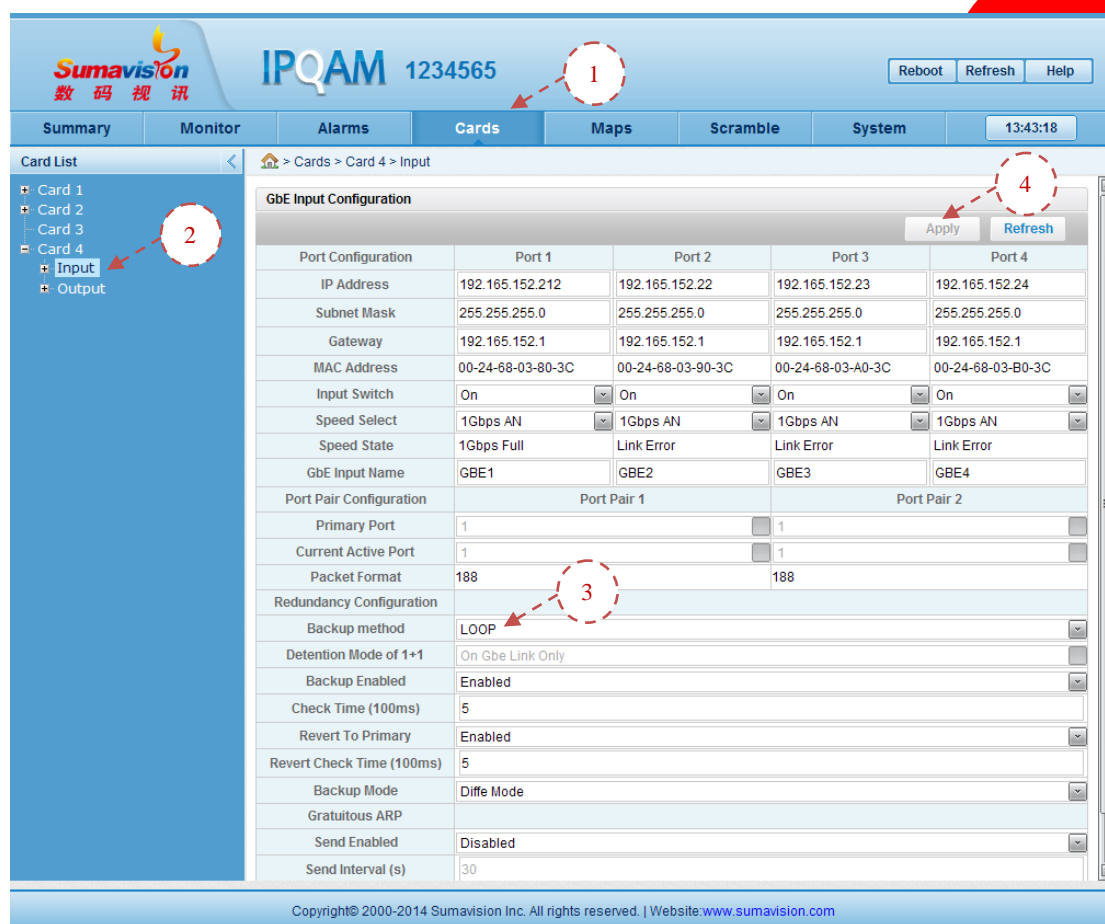 Sumavision
数码视讯
IPQAM 1234565
1
Reboot Refresh Help
Summary Monitor Alarms Cards Maps Scramble System 13:43:18
Card List
> Cards > Card 4 > Input
Card 1
Card 2
Card 3
Card 4
Input
Output
2
GbE Input Configuration
4
Apply Refresh
Port Configuration Port 1 Port 2 Port 3 Port 4
IP Address 192.165.152.212 192.165.152.22 192.165.152.23 192.165.152.24
Subnet Mask 255.255.255.0 255.255.255.0 255.255.255.0 255.255.255.0
Gateway 192.165.152.1 192.165.152.1 192.165.152.1 192.165.152.1
MAC Address 00-24-68-03-80-3C 00-24-68-03-90-3C 00-24-68-03-A0-3C 00-24-68-03-B0-3C
Input Switch On On On On
Speed Select 1Gbps AN 1Gbps AN 1Gbps AN 1Gbps AN
Speed State 1Gbps Full Link Error Link Error Link Error
GbE Input Name GBE1 GBE2 GBE3 GBE4
Port Pair Configuration Port Pair 1 Port Pair 2
Primary Port 1 1
Current Active Port 1 1
Packet Format 188 188
3
Redundancy Configuration
Backup method LOOP
Detention Mode of 1+1 On Gbe Link Only
Backup Enabled Enabled
Check Time (100ms) 5
Revert To Primary Enabled
Revert Check Time (100ms) 5
Backup Mode Diffe Mode
Gratuitous ARP
Send Enabled Disabled
Send Interval (s) 30
Copyright© 2000-2014 Sumavision Inc. All rights reserved. | Website:www.sumavision.com